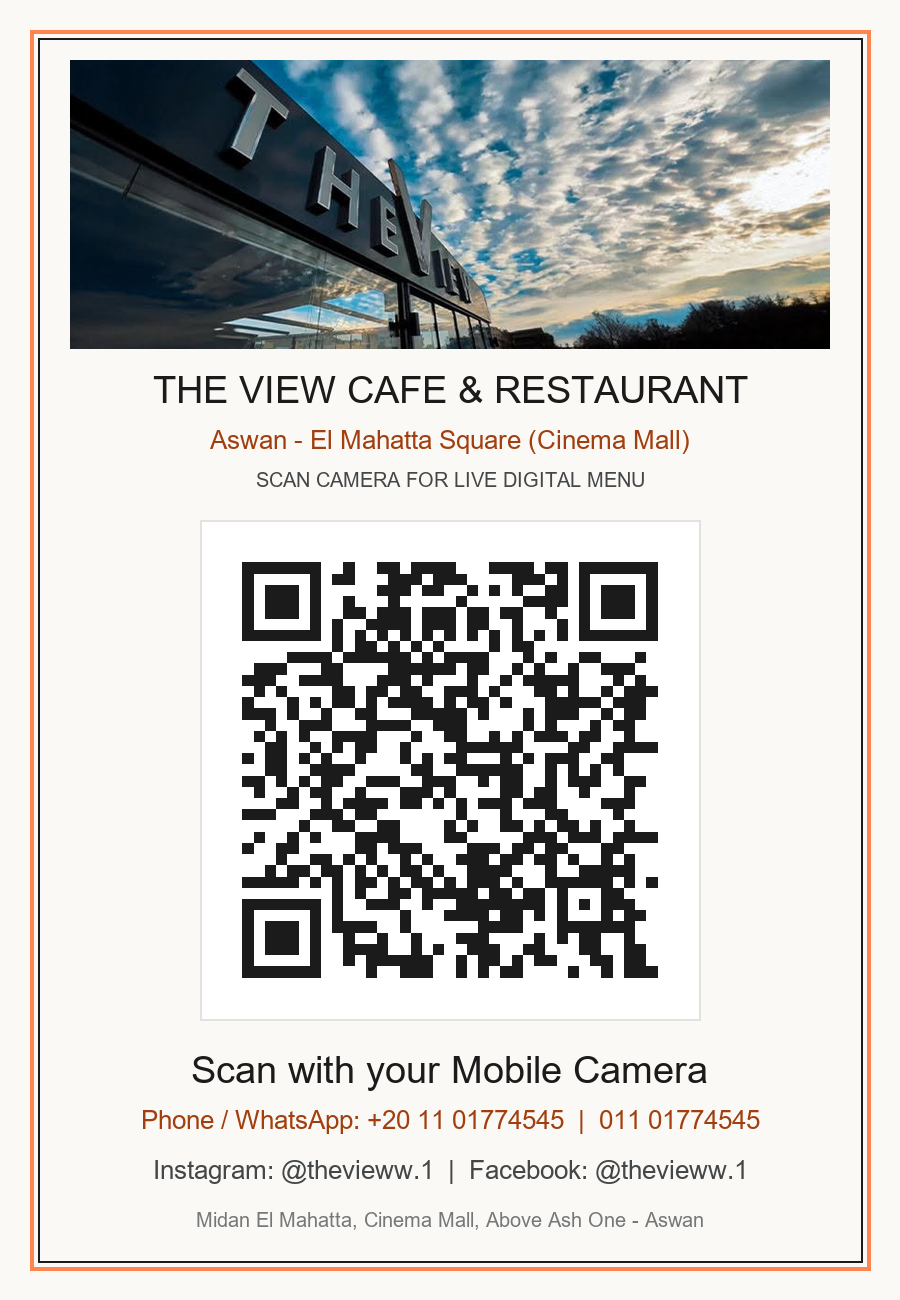 THE VIEW
THE VIEW CAFE & RESTAURANT
Aswan - El Mahatta Square (Cinema Mall)
SCAN CAMERA FOR LIVE DIGITAL MENU
Scan with your Mobile Camera
Phone / WhatsApp: +20 11 01774545 | 011 01774545
Instagram: @thevieww.1 | Facebook: @thevieww.1
Midan El Mahatta, Cinema Mall, Above Ash One - Aswan